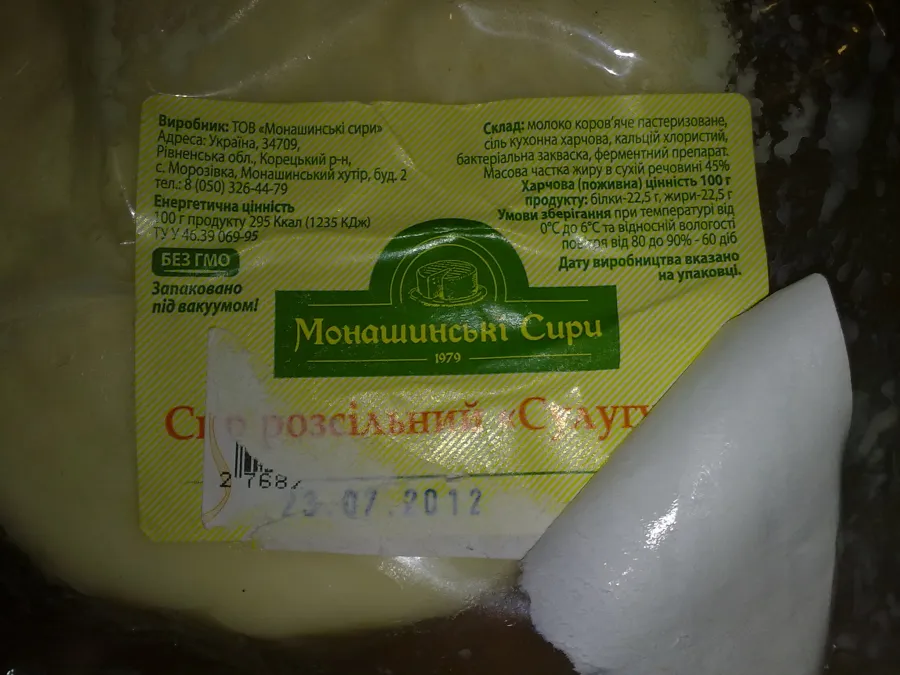 Виробник: ТОВ «Монашинські сири»
Адреса: Україна, 34709,
Рівненська обл., Корецький р-н,
с. Морозівка, Монашинський хутір, буд. 2
тел.: 8 (050) 326-44-79
Енергетична цінність
100 г продукту 295 Ккал (1235 КДж)
ТУ У 46.39 069-95
БЕЗ ГМО
Запаковано
під вакуумом!
Склад: молоко коров'яче пастеризоване,
сіль кухонна харчова, кальцій хлористий,
бактеріальна закваска, ферментний препарат.
Масова частка жиру в сухій речовині 45%
Харчова (поживна) цінність 100 г
продукту: білки-22,5 г, жири-22,5 г
Умови зберігання при температурі від
0°С до 6°С та відносній вологості
повітря від 80 до 90% - 60 діб
Дату виробництва вказано
на упаковці.
Монашинські Сири
1979
Сир розсільний «Сулугу
2 768
23.07.2012